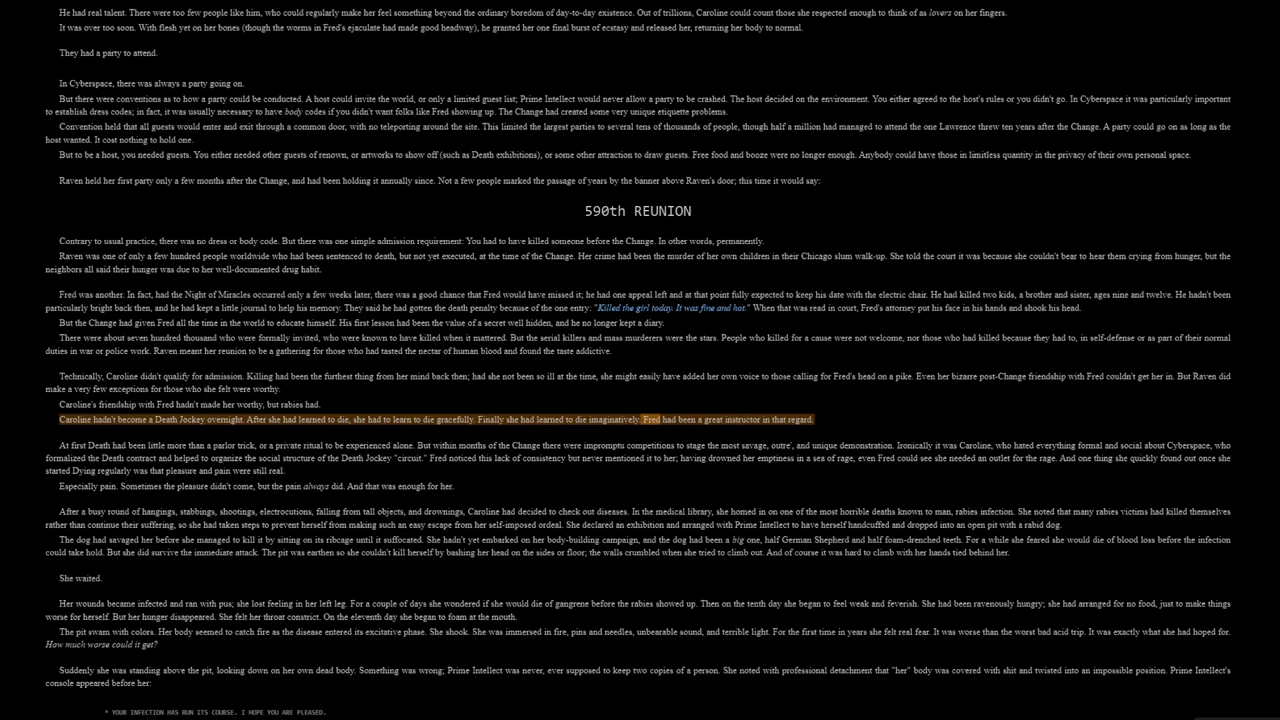 He had real talent. There were too few people like him, who could regularly make her feel something beyond the ordinary boredom of day-to-day existence. Out of trillions, Caroline could count those she respected enough to think of as lovers on her fingers.
It was over too soon. With flesh yet on her bones (though the worms in Fred's ejaculate had made good headway), he granted her one final burst of ecstasy and released her, returning her body to normal.
They had a party to attend.
In Cyberspace, there was always a party going on.
But there were conventions as to how a party could be conducted. A host could invite the world, or only a limited guest list; Prime Intellect would never allow a party to be crashed. The host decided on the environment. You either agreed to the host's rules or you didn't go. In Cyberspace it was particularly important
to establish dress codes; in fact, it was usually necessary to have body codes if you didn't want folks like Fred showing up. The Change had created some very unique etiquette problems.
Convention held that all guests would enter and exit through a common door, with no teleporting around the site. This limited the largest parties to several tens of thousands of people, though half a million had managed to attend the one Lawrence threw ten years after the Change. A party could go on as long as the
host wanted. It cost nothing to hold one.
But to be a host, you needed guests. You either needed other guests of renown, or artworks to show off (such as Death exhibitions), or some other attraction to draw guests. Free food and booze were no longer enough. Anybody could have those in limitless quantity in the privacy of their own personal space.
Raven held her first party only a few months after the Change, and had been holding it annually since. Not a few people marked the passage of years by the banner above Raven's door; this time it would say:
590th REUNION
Contrary to usual practice, there was no dress or body code. But there was one simple admission requirement: You had to have killed someone before the Change. In other words, permanently.
Raven was one of only a few hundred people worldwide who had been sentenced to death, but not yet executed, at the time of the Change. Her crime had been the murder of her own children in their Chicago slum walk-up. She told the court it was because she couldn't bear to hear them crying from hunger, but the
neighbors all said their hunger was due to her well-documented drug habit.
Fred was another. In fact, had the Night of Miracles occurred only a few weeks later, there was a good chance that Fred would have missed it; he had one appeal left and at that point fully expected to keep his date with the electric chair. He had killed two kids, a brother and sister, ages nine and twelve. He hadn't been
particularly bright back then, and he had kept a little journal to help his memory. They said he had gotten the death penalty because of the one entry: "Killed the girl today. It was fine and hot." When that was read in court, Fred's attorney put his face in his hands and shook his head.
But the Change had given Fred all the time in the world to educate himself. His first lesson had been the value of a secret well hidden, and he no longer kept a diary.
There were about seven hundred thousand who were formally invited, who were known to have killed when it mattered. But the serial killers and mass murderers were the stars. People who killed for a cause were not welcome, nor those who had killed because they had to, in self-defense or as part of their normal
duties in war or police work. Raven meant her reunion to be a gathering for those who had tasted the nectar of human blood and found the taste addictive.
Technically, Caroline didn't qualify for admission. Killing had been the furthest thing from her mind back then; had she not been so ill at the time, she might easily have added her own voice to those calling for Fred's head on a pike. Even her bizarre post-Change friendship with Fred couldn't get her in. But Raven did
make a very few exceptions for those who she felt were worthy.
Caroline's friendship with Fred hadn't made her worthy, but rabies had.
Caroline hadn't become a Death Jockey overnight. After she had learned to die, she had to learn to die gracefully. Finally she had learned to die imaginatively. Fred had been a great instructor in that regard.
At first Death had been little more than a parlor trick, or a private ritual to be experienced alone. But within months of the Change there were impromptu competitions to stage the most savage, outre', and unique demonstration. Ironically it was Caroline, who hated everything formal and social about Cyberspace, who
formalized the Death contract and helped to organize the social structure of the Death Jockey "circuit." Fred noticed this lack of consistency but never mentioned it to her; having drowned her emptiness in a sea of rage, even Fred could see she needed an outlet for the rage. And one thing she quickly found out once she
started Dying regularly was that pleasure and pain were still real.
Especially pain. Sometimes the pleasure didn't come, but the pain always did. And that was enough for her.
After a busy round of hangings, stabbings, shootings, electrocutions, falling from tall objects, and drownings, Caroline had decided to check out diseases. In the medical library, she homed in on one of the most horrible deaths known to man, rabies infection. She noted that many rabies victims had killed themselves
rather than continue their suffering, so she had taken steps to prevent herself from making such an easy escape from her self-imposed ordeal. She declared an exhibition and arranged with Prime Intellect to have herself handcuffed and dropped into an open pit with a rabid dog.
The dog had savaged her before she managed to kill it by sitting on its ribcage until it suffocated. She hadn't yet embarked on her body-building campaign, and the dog had been a big one, half German Shepherd and half foam-drenched teeth. For a while she feared she would die of blood loss before the infection
could take hold. But she did survive the immediate attack. The pit was earthen so she couldn't kill herself by bashing her head on the sides or floor; the walls crumbled when she tried to climb out. And of course it was hard to climb with her hands tied behind her.
She waited.
Her wounds became infected and ran with pus; she lost feeling in her left leg. For a couple of days she wondered if she would die of gangrene before the rabies showed up. Then on the tenth day she began to feel weak and feverish. She had been ravenously hungry; she had arranged for no food, just to make things
worse for herself. But her hunger disappeared. She felt her throat constrict. On the eleventh day she began to foam at the mouth.
The pit swam with colors. Her body seemed to catch fire as the disease entered its excitative phase. She shook. She was immersed in fire, pins and needles, unbearable sound, and terrible light. For the first time in years she felt real fear. It was worse than the worst bad acid trip. It was exactly what she had hoped for.
How much worse could it get?
Suddenly she was standing above the pit, looking down on her own dead body. Something was wrong; Prime Intellect was never, ever supposed to keep two copies of a person. She noted with professional detachment that "her" body was covered with shit and twisted into an impossible position. Prime Intellect's
console appeared before her:
* YOUR INFECTION HAS RUN ITS COURSE. I HOPE YOU ARE PLEASED.